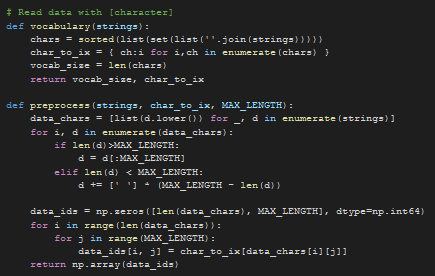 # Read data with [character]
def vocabulary(strings):
    chars = sorted(list(set(list(''.join(strings)))))
    char_to_ix = { ch:i for i,ch in enumerate(chars) }
    vocab_size = len(chars)
    return vocab_size, char_to_ix

def preprocess(strings, char_to_ix, MAX_LENGTH):
    data_chars = [list(d.lower()) for _, d in enumerate(strings)]
    for i, d in enumerate(data_chars):
        if len(d)>MAX_LENGTH:
            d = d[:MAX_LENGTH]
        elif len(d) < MAX_LENGTH:
            d += [' '] * (MAX_LENGTH - len(d))

    data_ids = np.zeros([len(data_chars), MAX_LENGTH], dtype=np.int64)
    for i in range(len(data_chars)):
        for j in range(MAX_LENGTH):
            data_ids[i, j] = char_to_ix[data_chars[i][j]]
    return np.array(data_ids)